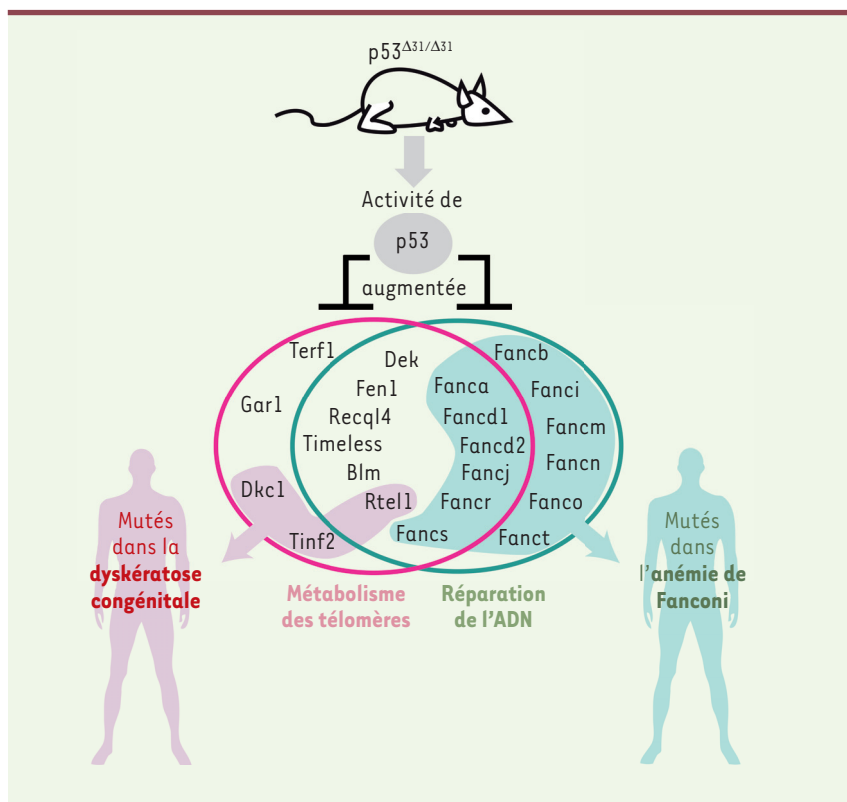 p53Δ31/Δ31
Activité de
p53
augmentée
Terf1
Gar1
Dkc1
Tinf2
Dek
Fen1
Recql4
Timeless
Blm
Rtel1
Fanca
Fancd1
Fancd2
Fancj
Fancr
Fancs
Fancb
Fanci
Fancm
Fancn
Fanco
Fanct
Mutés
dans la
dyskératose
congénitale
Métabolisme
des télomères
Réparation
de l'ADN
Mutés
dans
l'anémie de
Fanconi